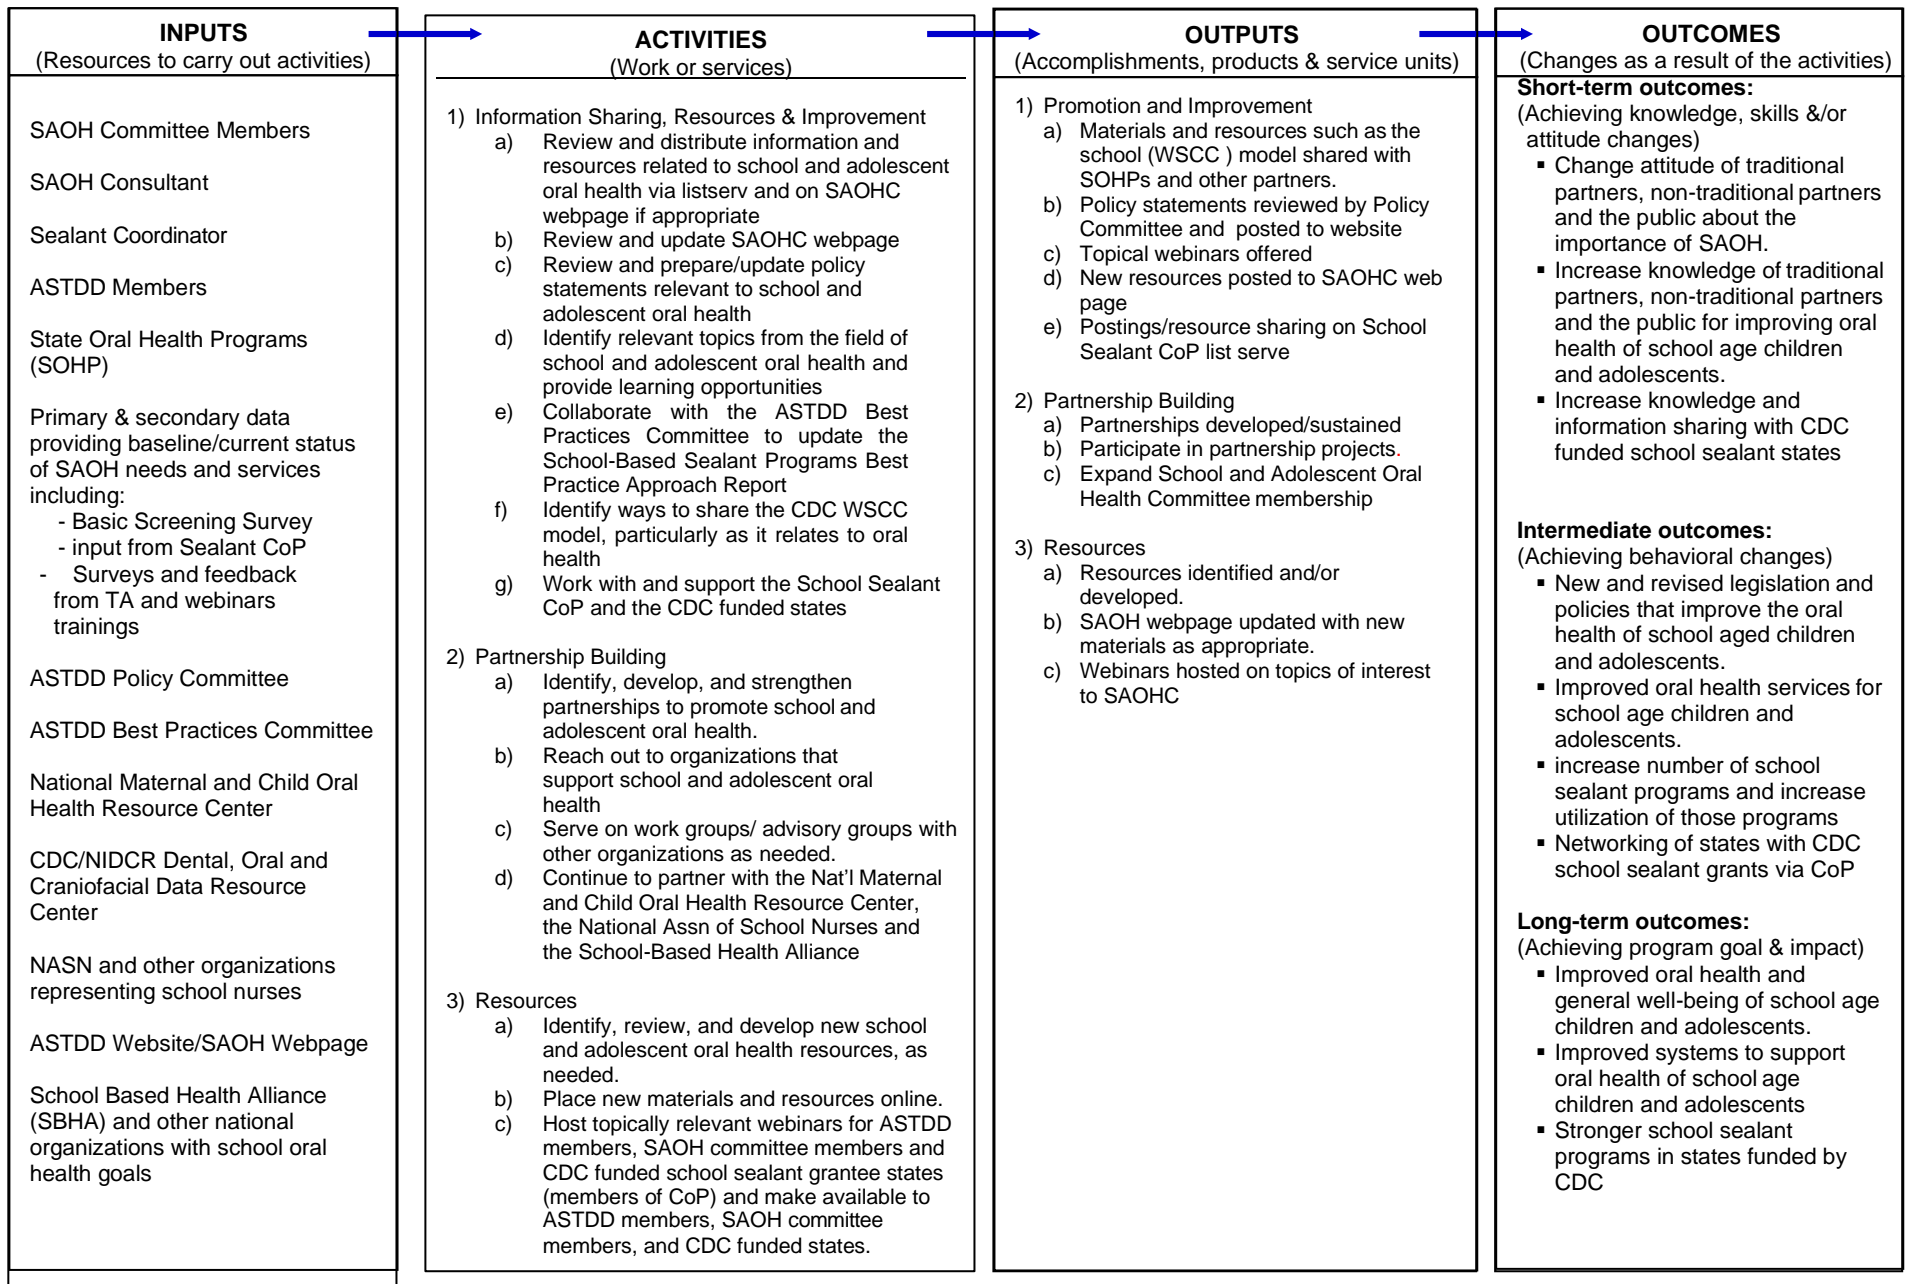 INPUTS
(Resources to carry out activities)
SAOH Committee Members
SAOH Consultant
Sealant Coordinator
ASTDD Members
State Oral Health Programs
(SOHP)
Primary & secondary data
providing baseline/current status
of SAOH needs and services
including:
- Basic Screening Survey
- input from Sealant CoP
- Surveys and feedback
from TA and webinars
trainings
ASTDD Policy Committee
ASTDD Best Practices Committee
National Maternal and Child Oral
Health Resource Center
CDC/NIDCR Dental, Oral and
Craniofacial Data Resource
Center
NASN and other organizations
representing school nurses
ASTDD Website/SAOH Webpage
School Based Health Alliance
(SBHA) and other national
organizations with school oral
health goals
ACTIVITIES
(Work or services)
1) Information Sharing, Resources & Improvement
a) Review and distribute information and
resources related to school and adolescent
oral health via listserv and on SAOHC
webpage if appropriate
b) Review and update SAOHC webpage
c) Review and prepare/update policy
statements relevant to school and
adolescent oral health
d) Identify relevant topics from the field of
school and adolescent oral health and
provide learning opportunities
e) Collaborate with the ASTDD Best
Practices Committee to update the
School-Based Sealant Programs Best
Practice Approach Report
f) Identify ways to share the CDC WSCC
model, particularly as it relates to oral
health
g) Work with and support the School Sealant
CoP and the CDC funded states
2) Partnership Building
a) Identify, develop, and strengthen
partnerships to promote school and
adolescent oral health.
b) Reach out to organizations that
support school and adolescent oral
health
c) Serve on work groups/ advisory groups with
other organizations as needed.
d) Continue to partner with the Nat'l Maternal
and Child Oral Health Resource Center,
the National Assn of School Nurses and
the School-Based Health Alliance
3) Resources
a) Identify, review, and develop new school
and adolescent oral health resources, as
needed.
b) Place new materials and resources online.
c) Host topically relevant webinars for ASTDD
members, SAOH committee members and
CDC funded school sealant grantee states
(members of CoP) and make available to
ASTDD members, SAOH committee
members, and CDC funded states.
OUTPUTS
(Accomplishments, products & service units)
1) Promotion and Improvement
a) Materials and resources such as the
school (WSCC ) model shared with
SOHPs and other partners.
b) Policy statements reviewed by Policy
Committee and posted to website
c) Topical webinars offered
d) New resources posted to SAOHC web
page
e) Postings/resource sharing on School
Sealant CoP list serve
2) Partnership Building
a) Partnerships developed/sustained
b) Participate in partnership projects.
c) Expand School and Adolescent Oral
Health Committee membership
3) Resources
a) Resources identified and/or
developed.
b) SAOH webpage updated with new
materials as appropriate.
c) Webinars hosted on topics of interest
to SAOHC
OUTCOMES
(Changes as a result of the activities)
Short-term outcomes:
(Achieving knowledge, skills &/or
attitude changes)
▪ Change attitude of traditional
partners, non-traditional partners
and the public about the
importance of SAOH.
▪ Increase knowledge of traditional
partners, non-traditional partners
and the public for improving oral
health of school age children
and adolescents.
▪ Increase knowledge and
information sharing with CDC
funded school sealant states
Intermediate outcomes:
(Achieving behavioral changes)
▪ New and revised legislation and
policies that improve the oral
health of school aged children
and adolescents.
▪ Improved oral health services for
school age children and
adolescents.
▪ increase number of school
sealant programs and increase
utilization of those programs
▪ Networking of states with CDC
school sealant grants via CoP
Long-term outcomes:
(Achieving program goal & impact)
▪ Improved oral health and
general well-being of school age
children and adolescents.
▪ Improved systems to support
oral health of school age
children and adolescents
▪ Stronger school sealant
programs in states funded by
CDC